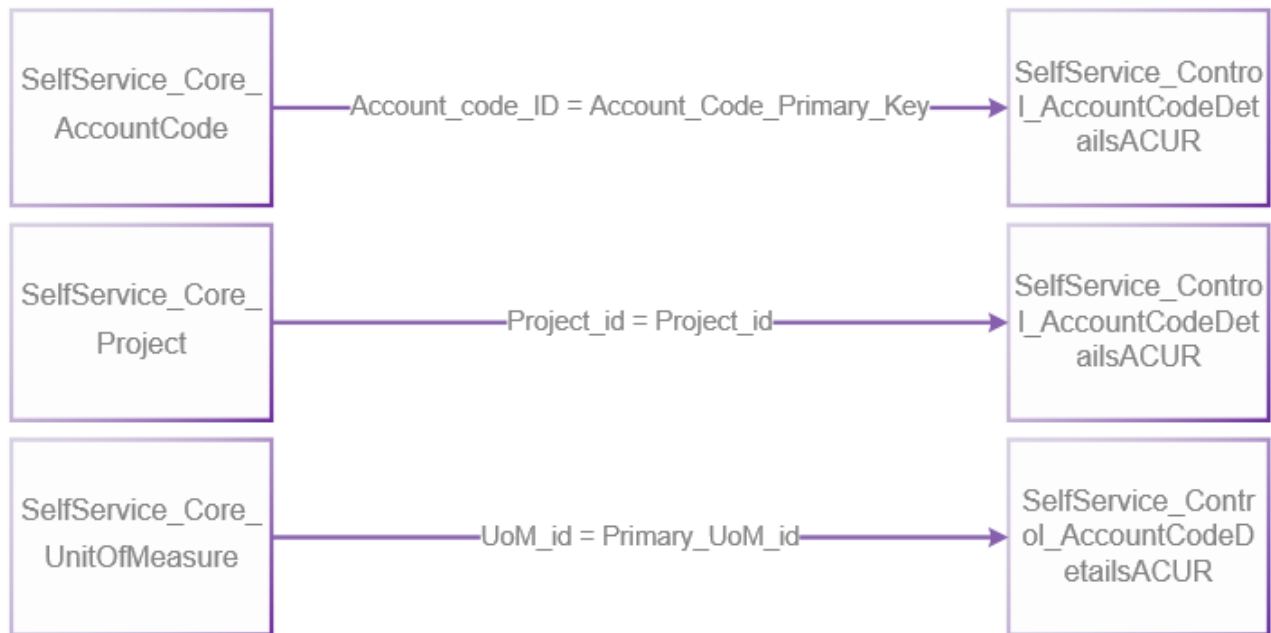 SelfService_Core_
AccountCode
Account_code_ID = Account_Code_Primary_Key
SelfService_Contro
l_AccountCodeDet
ailsACUR
SelfService_Core_
Project
Project_id = Project_id
SelfService_Contro
l_AccountCodeDet
ailsACUR
SelfService_Core_
UnitOfMeasure
UoM_id = Primary_UoM_id
SelfService_Contr
ol_AccountCodeD
etailsACUR